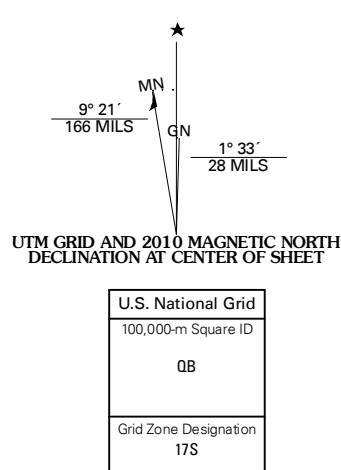 ★
MN
9° 21´
166 MILS
GN
1° 33´
28 MILS
UTM GRID AND 2010 MAGNETIC NORTH
DECLINATION AT CENTER OF SHEET
U.S. National Grid
100,000-m Square ID
QB
Grid Zone Designation
17S